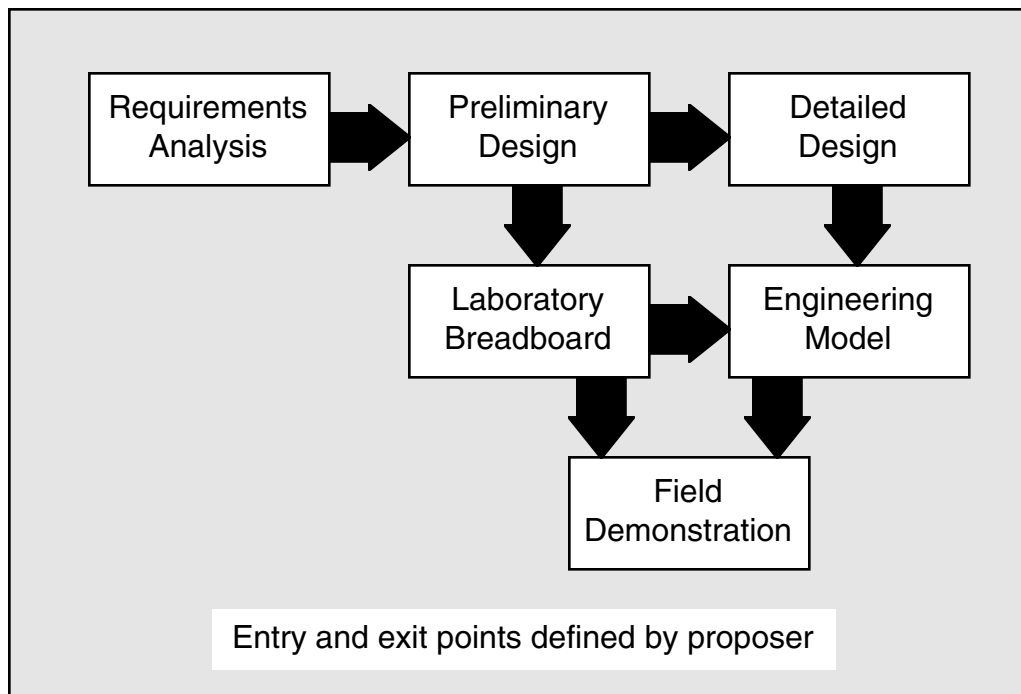 Requirements
Analysis
Preliminary
Design
Detailed
Design
Laboratory
Breadboard
Engineering
Model
Field
Demonstration
Entry and exit points defined by proposer